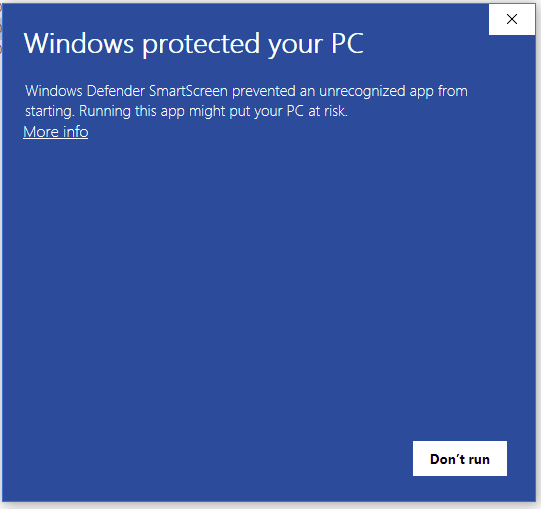 Windows protected your PC
Windows Defender SmartScreen prevented an unrecognized app from
starting. Running this app might put your PC at risk.
More info
Don't run